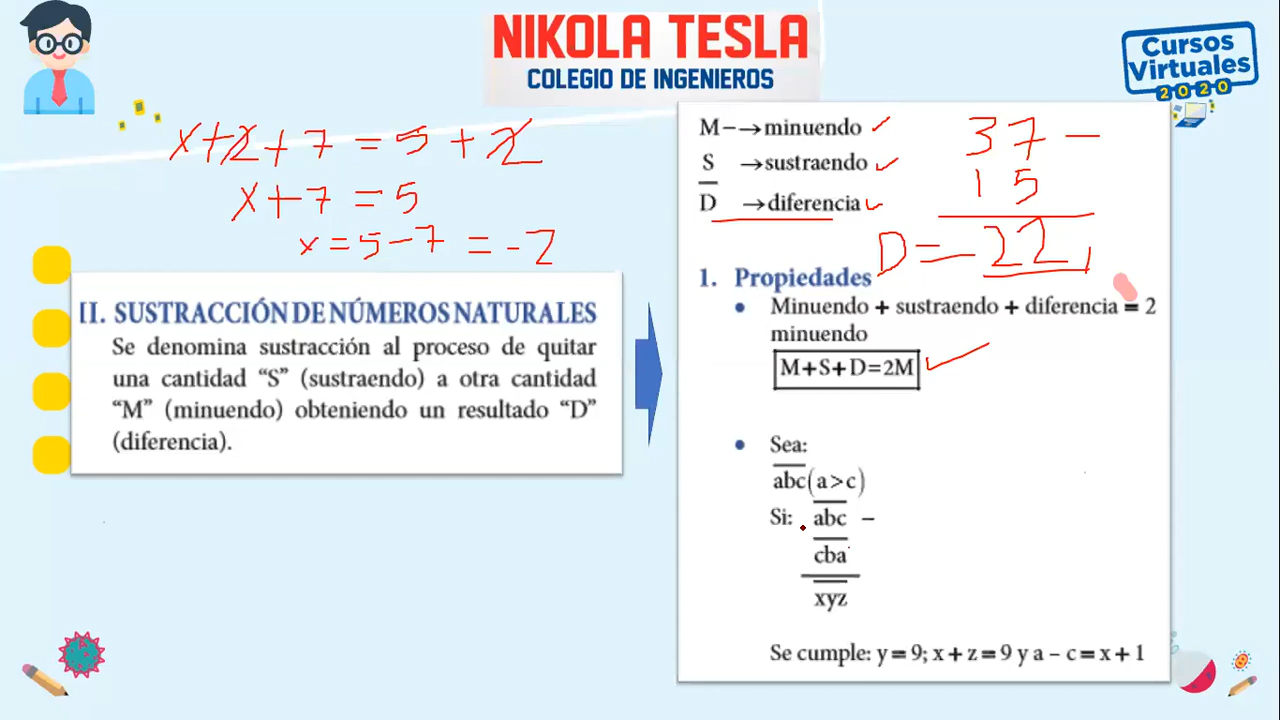 NIKOLA TESLA
COLEGIO DE INGENIEROS
Cursos
Virtuales
2020
x+2+7=5+2
x+7=5
x=5-7=-2
II. SUSTRACCIÓN DE NÚMEROS NATURALES
Se denomina sustracción al proceso de quitar
una cantidad “S” (sustraendo) a otra cantidad
“M” (minuendo) obteniendo un resultado “D”
(diferencia).
M− → minuendo ✓
S → sustraendo ✓
D → diferencia ✓
37 −
15
D = 22
1. Propiedades
• Minuendo + sustraendo + diferencia = 2
minuendo
M+S+D=2M ✓
• Sea:
abc(a>c)
Si: abc −
cba
xyz
Se cumple: y = 9; x + z = 9 y a – c = x + 1